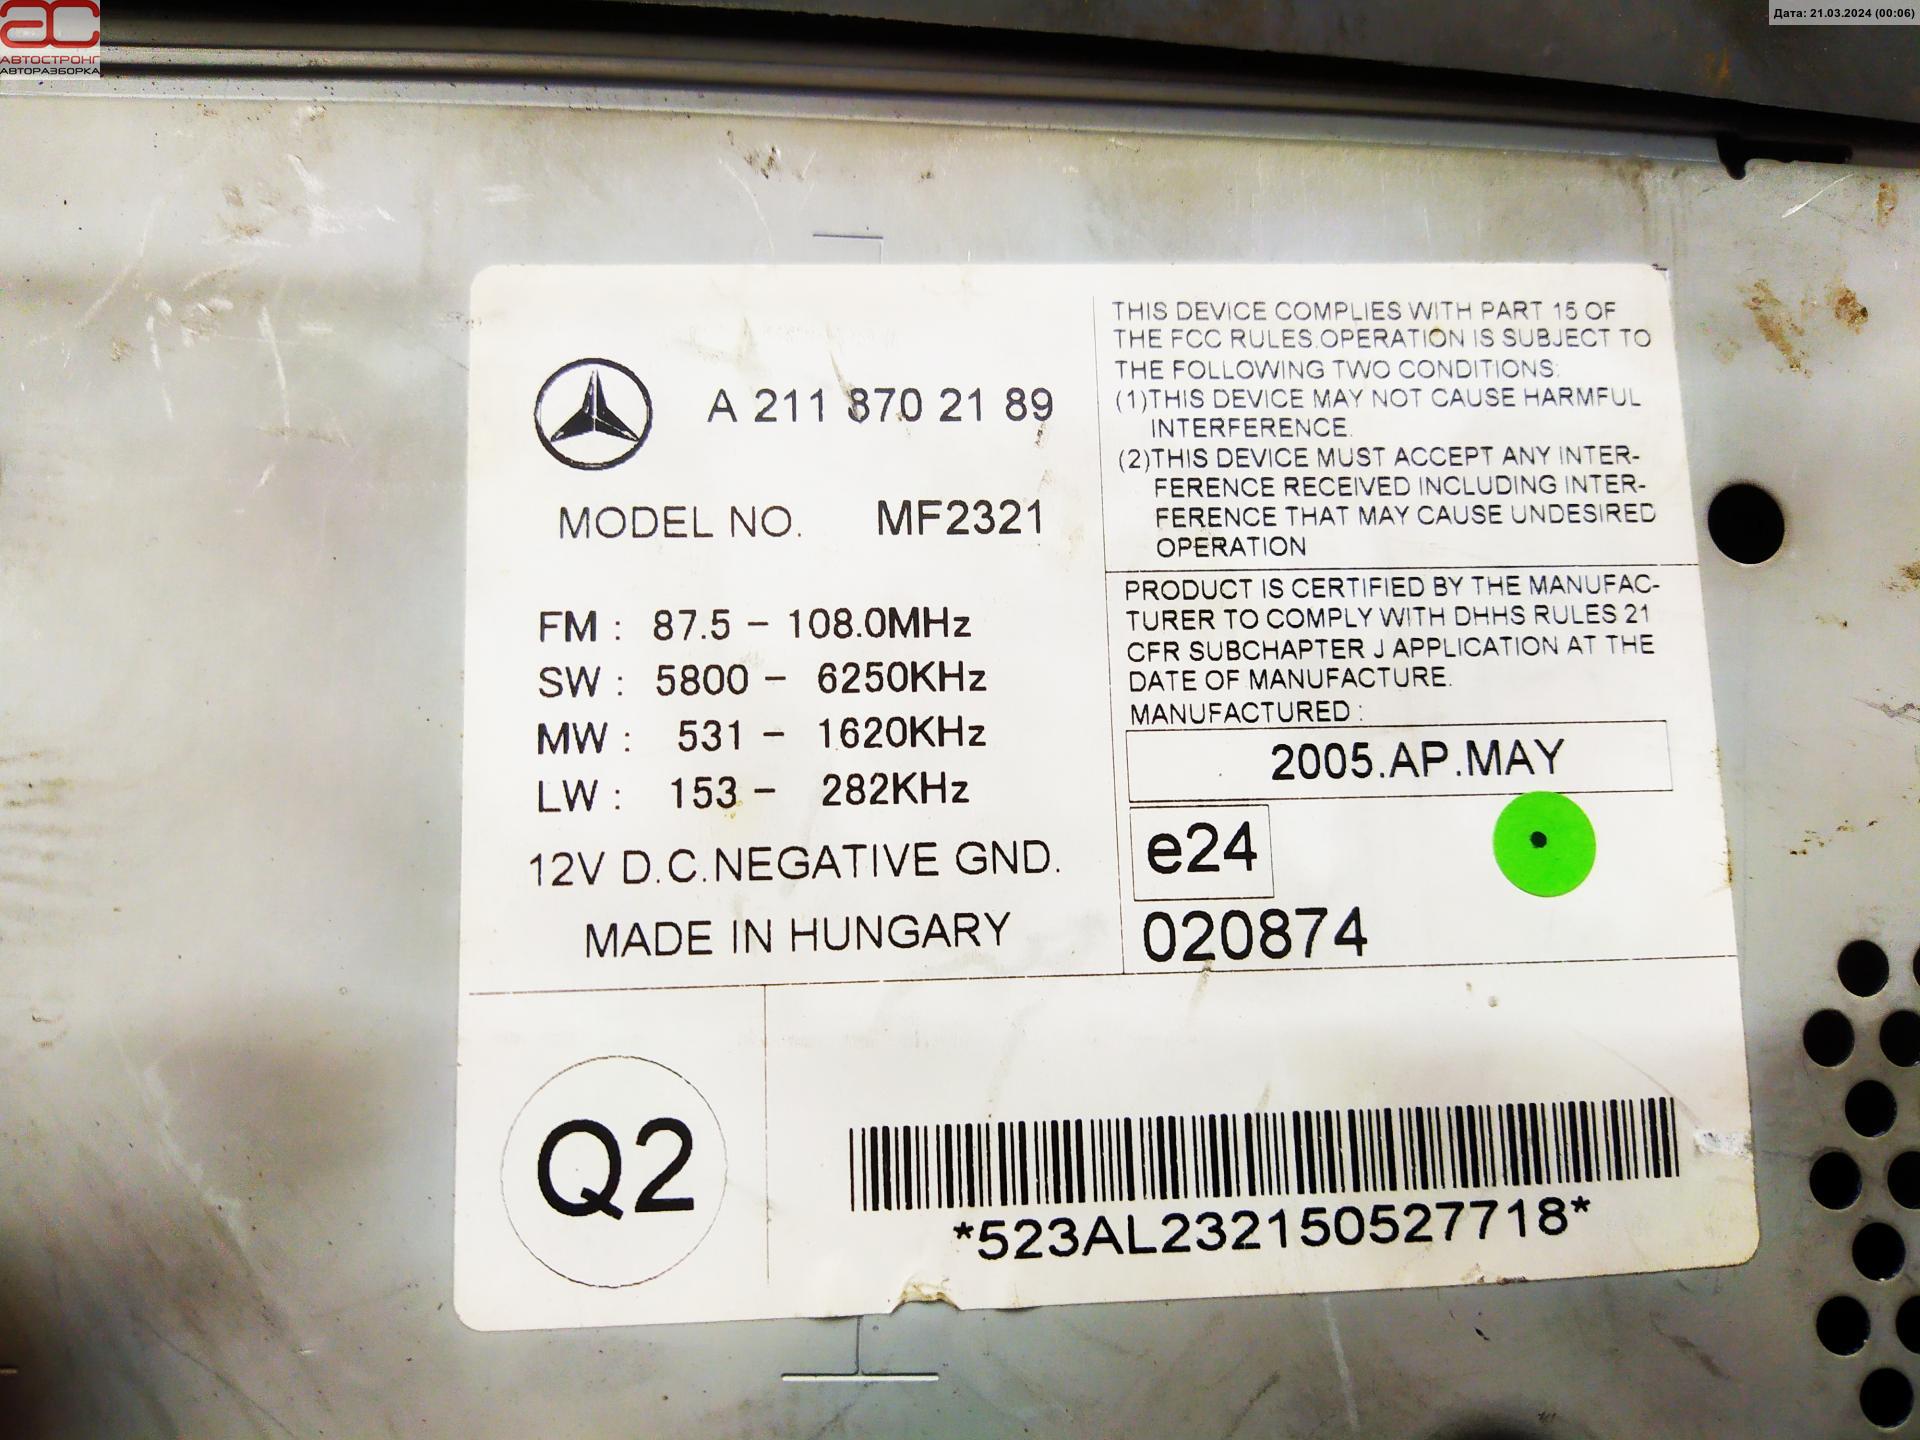 АС
АВТОСТРОНГ
АВТОРАЗБОРКА
Дата: 21.03.2024 (00:06)
A 211 870 21 89
MODEL NO. MF2321
FM : 87.5 - 108.0MHz
SW : 5800 - 6250KHz
MW : 531 - 1620KHz
LW : 153 - 282KHz
12V D.C.NEGATIVE GND.
MADE IN HUNGARY
THIS DEVICE COMPLIES WITH PART 15 OF
THE FCC RULES.OPERATION IS SUBJECT TO
THE FOLLOWING TWO CONDITIONS:
(1)THIS DEVICE MAY NOT CAUSE HARMFUL
INTERFERENCE.
(2)THIS DEVICE MUST ACCEPT ANY INTER-
FERENCE RECEIVED INCLUDING INTER-
FERENCE THAT MAY CAUSE UNDESIRED
OPERATION
PRODUCT IS CERTIFIED BY THE MANUFAC-
TURER TO COMPLY WITH DHHS RULES 21
CFR SUBCHAPTER J APPLICATION AT THE
DATE OF MANUFACTURE.
MANUFACTURED :
2005.AP.MAY
e24
020874
Q2
*523AL232150527718*